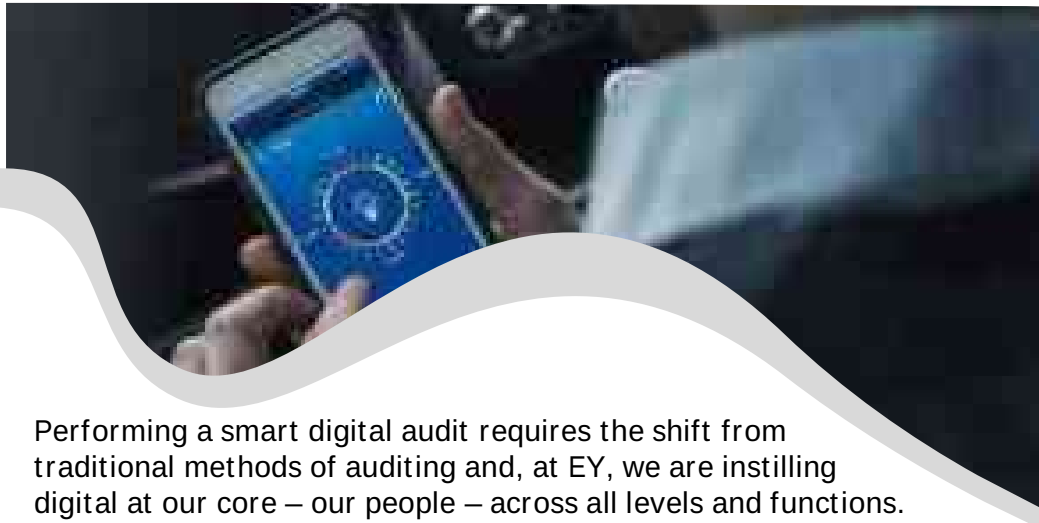 Performing a smart digital audit requires the shift from
traditional methods of auditing and, at EY, we are instilling
digital at our core – our people – across all levels and functions.